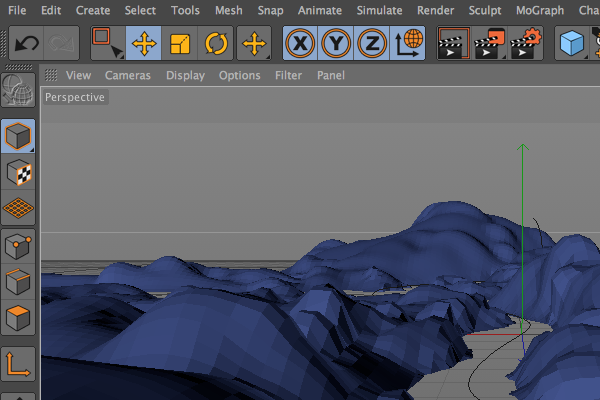 File Edit Create Select Tools Mesh Snap Animate Simulate Render Sculpt MoGraph Cha
X Y Z
View Cameras Display Options Filter Panel
Perspective